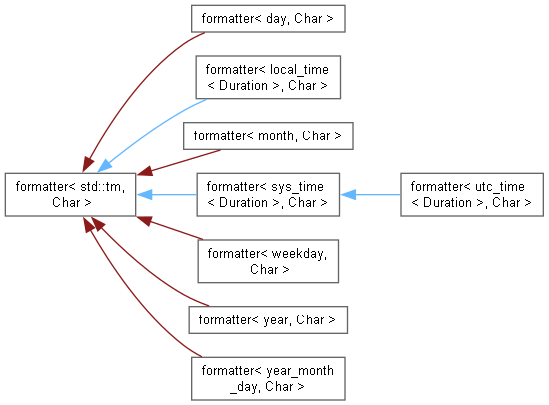 formatter< day, Char >
formatter< local_time
< Duration >, Char >
formatter< month, Char >
formatter< std::tm,
Char >
formatter< sys_time
< Duration >, Char >
formatter< utc_time
< Duration >, Char >
formatter< weekday,
Char >
formatter< year, Char >
formatter< year_month
_day, Char >